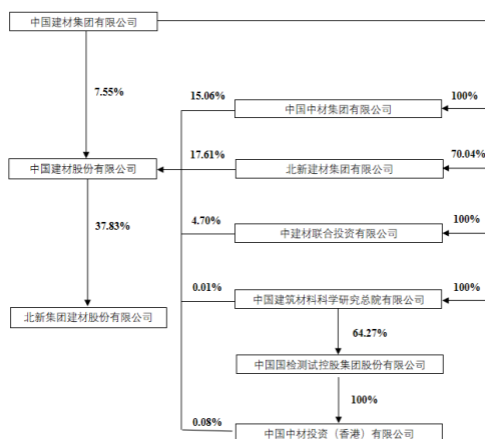 中国建材集团有限公司
7.55%
15.06%
中国中材集团有限公司
100%
中国建材股份有限公司
17.61%
北新建材集团有限公司
70.04%
37.83%
4.70%
中建材联合投资有限公司
100%
北新集团建材股份有限公司
0.01%
中国建筑材料科学研究总院有限公司
100%
64.27%
中国国检测试控股集团股份有限公司
100%
0.08%
中国中材投资（香港）有限公司